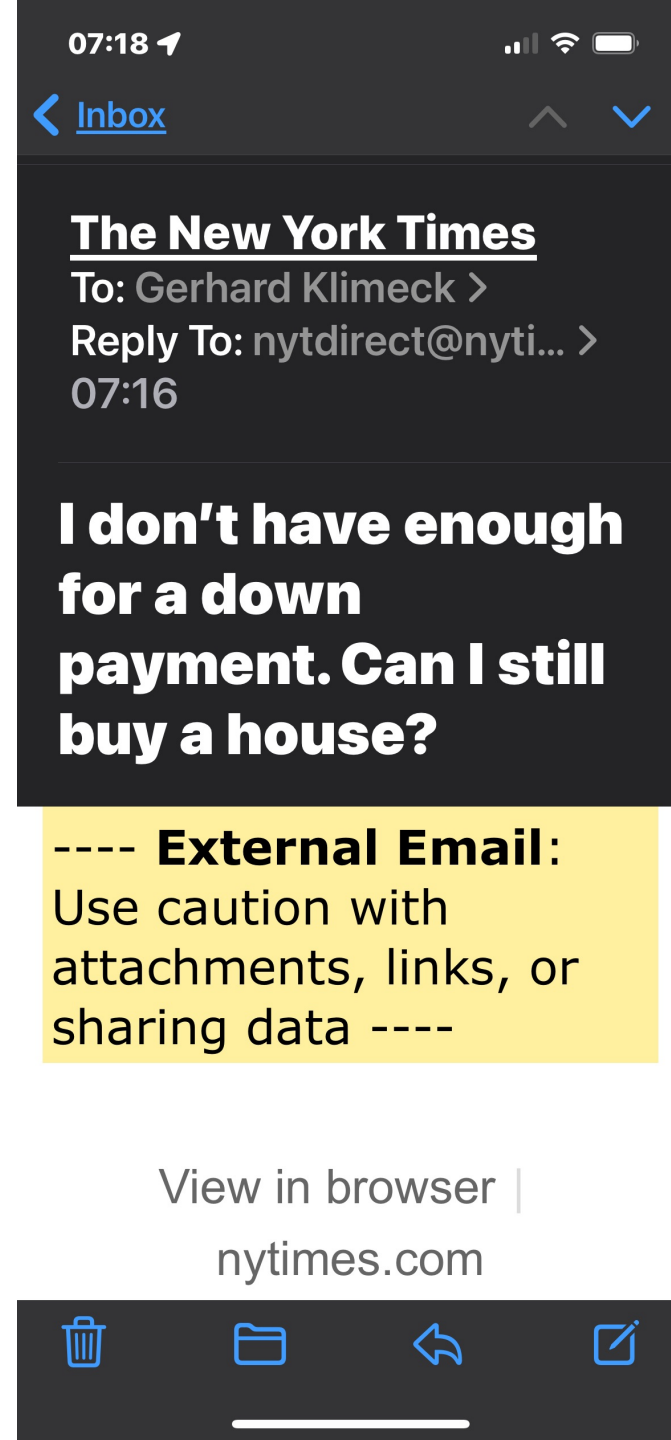 07:18
Inbox
The New York Times
To: Gerhard Klimeck >
Reply To: nytdirect@nyti... >
07:16
I don’t have enough
for a down
payment. Can I still
buy a house?
---- External Email:
Use caution with
attachments, links, or
sharing data ----
View in browser |
nytimes.com